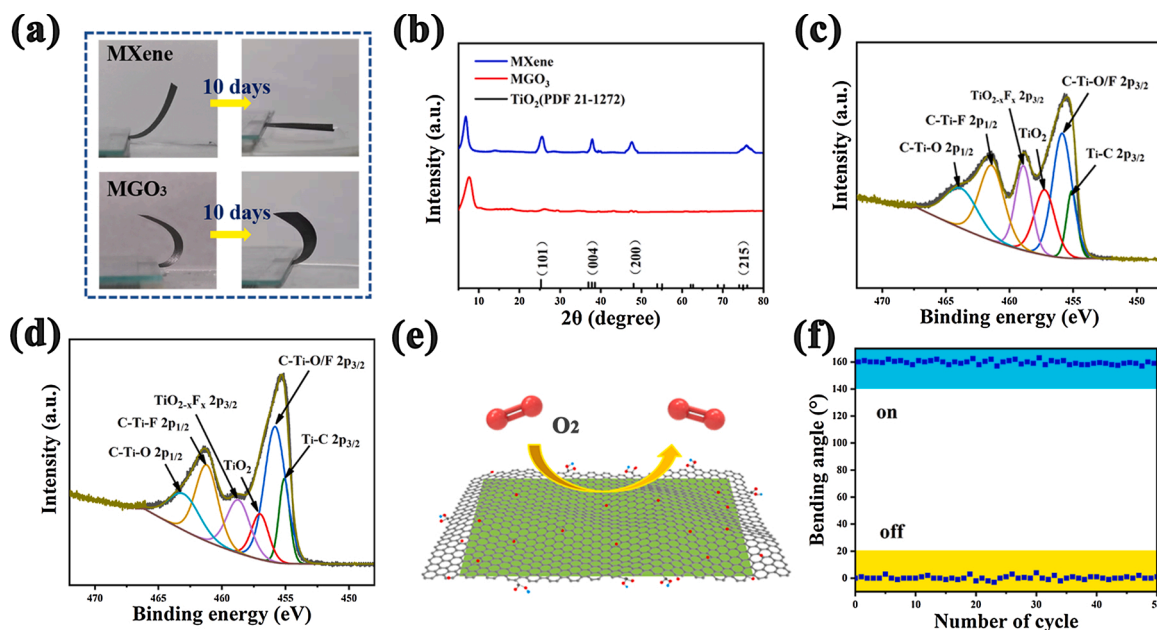 (a)
MXene
10 days
MGO₃
10 days
(b)
Intensity (a.u.)
MXene
MGO₃
TiO₂(PDF 21-1272)
(101)
(004)
(200)
(215)
10 20 30 40 50 60 70 80
2θ (degree)
(c)
Intensity (a.u.)
C-Ti-O/F 2p₃/₂
TiO₂₋ₓFₓ 2p₃/₂
C-Ti-F 2p₁/₂
TiO₂
C-Ti-O 2p₁/₂
Ti-C 2p₃/₂
470 465 460 455 450
Binding energy (eV)
(d)
Intensity (a.u.)
C-Ti-O/F 2p₃/₂
TiO₂₋ₓFₓ 2p₃/₂
C-Ti-F 2p₁/₂
C-Ti-O 2p₁/₂
TiO₂
Ti-C 2p₃/₂
470 465 460 455 450
Binding energy (eV)
(e)
O₂
(f)
Bending angle (°)
160
140
120
100
80
60
40
20
0
on
off
0 10 20 30 40 50
Number of cycle